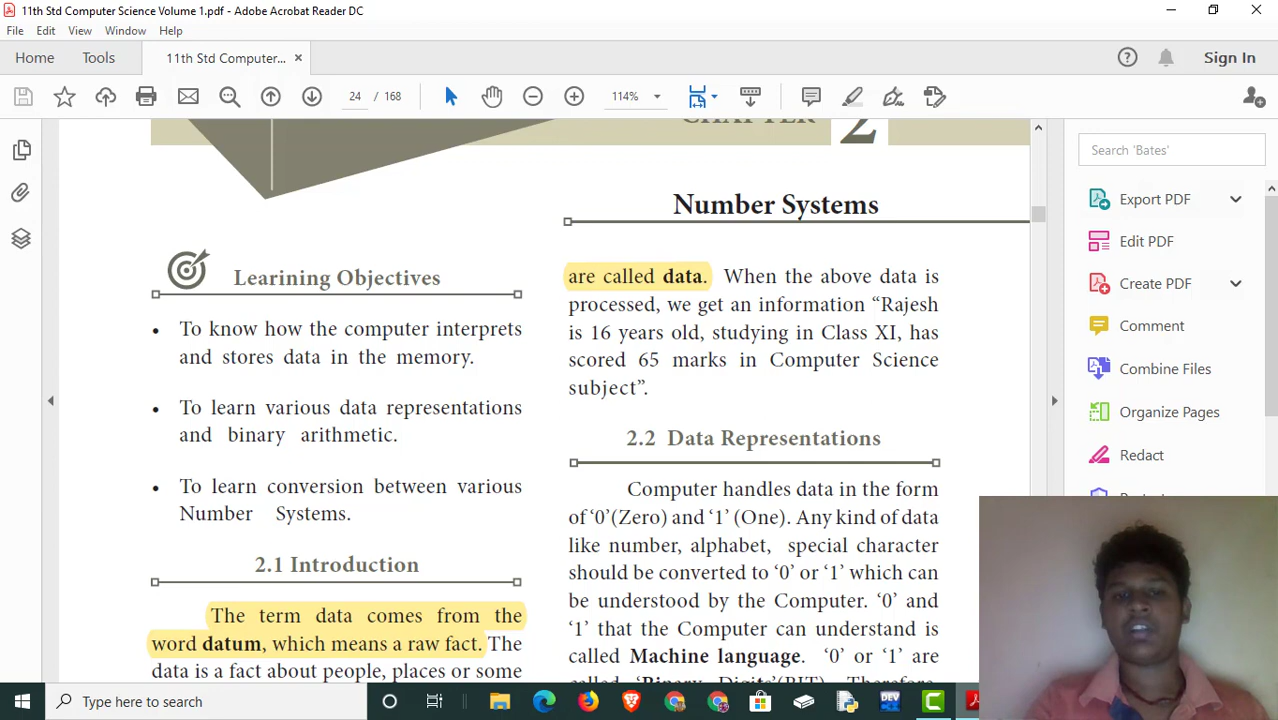 11th Std Computer Science Volume 1.pdf - Adobe Acrobat Reader DC
File Edit View Window Help
Home Tools 11th Std Computer... × Sign In
24 / 168 114%
CHAPTER 2
Number Systems
Learining Objectives
• To know how the computer interprets
and stores data in the memory.
• To learn various data representations
and binary arithmetic.
• To learn conversion between various
Number Systems.
2.1 Introduction
The term data comes from the
word datum, which means a raw fact. The
data is a fact about people, places or some
are called data. When the above data is
processed, we get an information “Rajesh
is 16 years old, studying in Class XI, has
scored 65 marks in Computer Science
subject”.
2.2 Data Representations
Computer handles data in the form
of ‘0’(Zero) and ‘1’ (One). Any kind of data
like number, alphabet, special character
should be converted to ‘0’ or ‘1’ which can
be understood by the Computer. ‘0’ and
‘1’ that the Computer can understand is
called Machine language. ‘0’ or ‘1’ are
called ‘Binary Digits’(BIT). Therefore,
Search 'Bates'
Export PDF
Edit PDF
Create PDF
Comment
Combine Files
Organize Pages
Redact
Type here to search
DEV